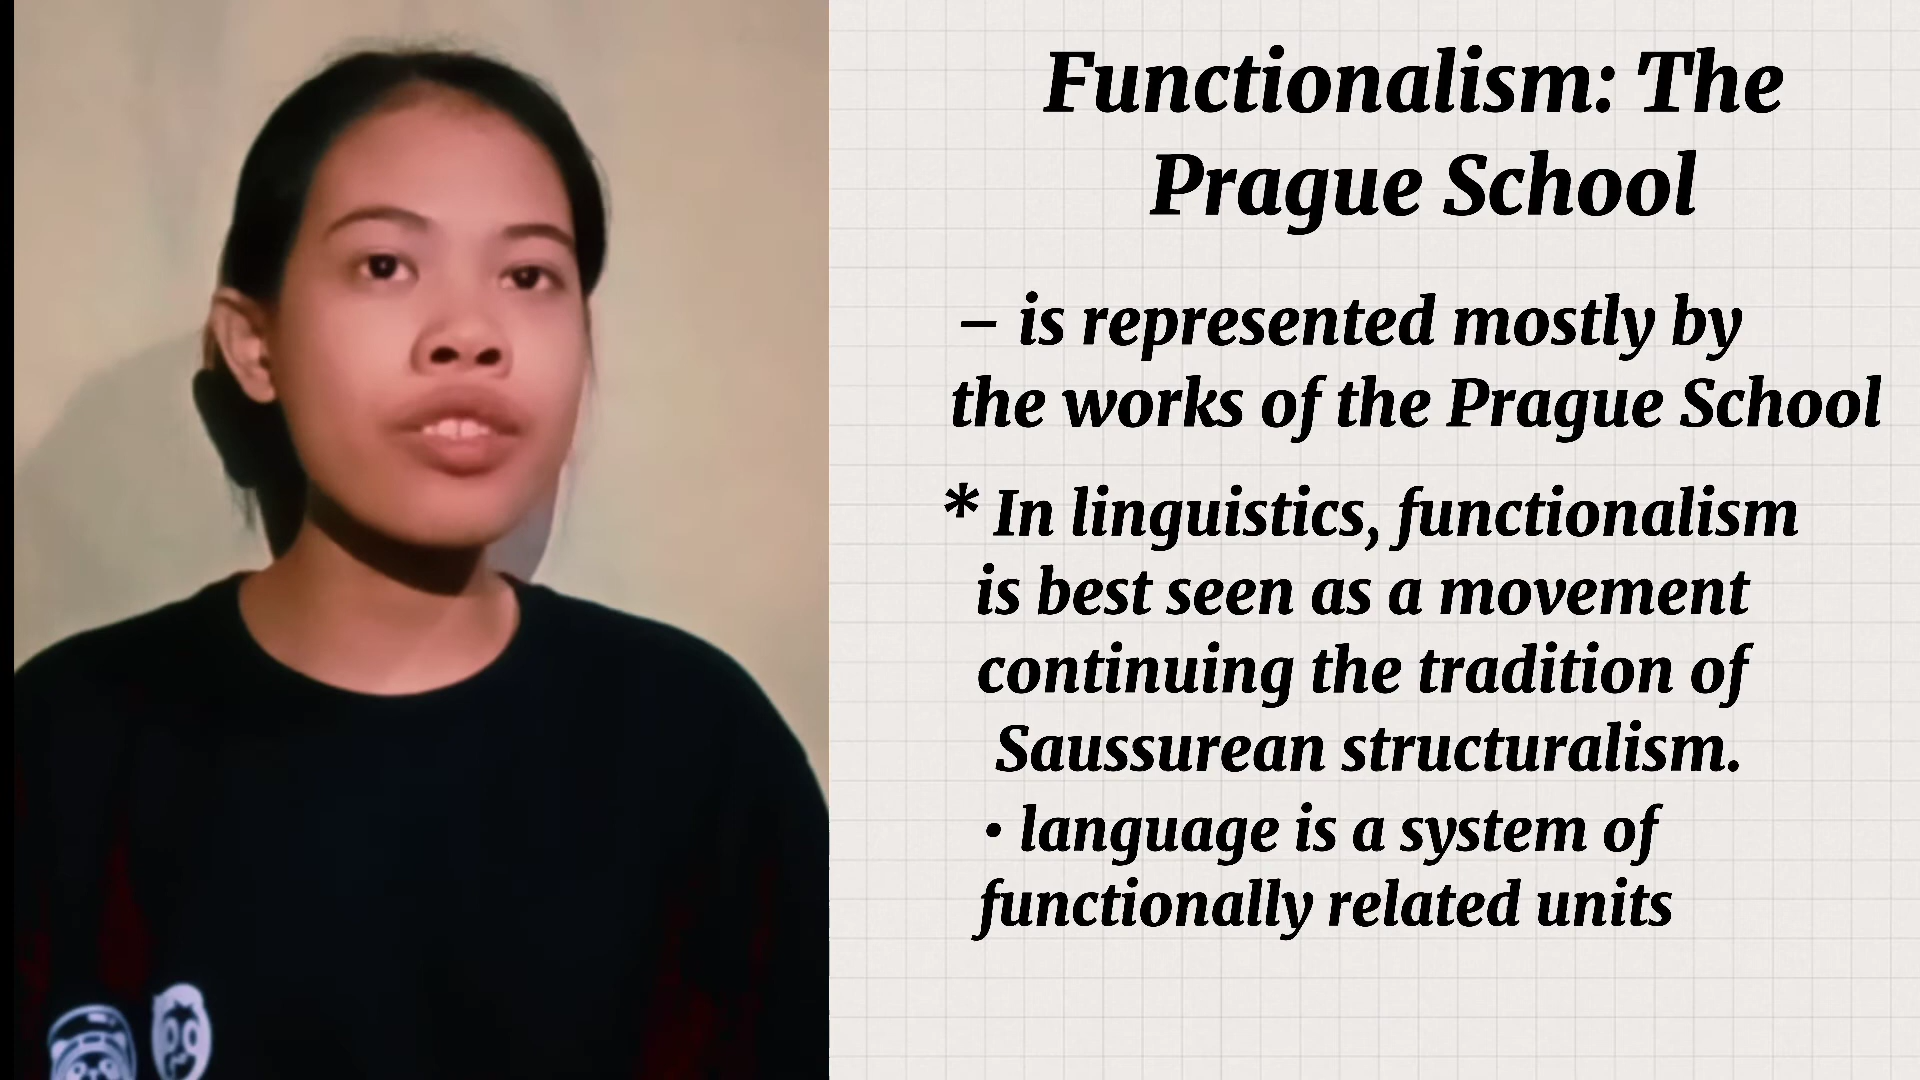 Functionalism: The
Prague School
– is represented mostly by
the works of the Prague School
* In linguistics, functionalism
is best seen as a movement
continuing the tradition of
Saussurean structuralism.
• language is a system of
functionally related units